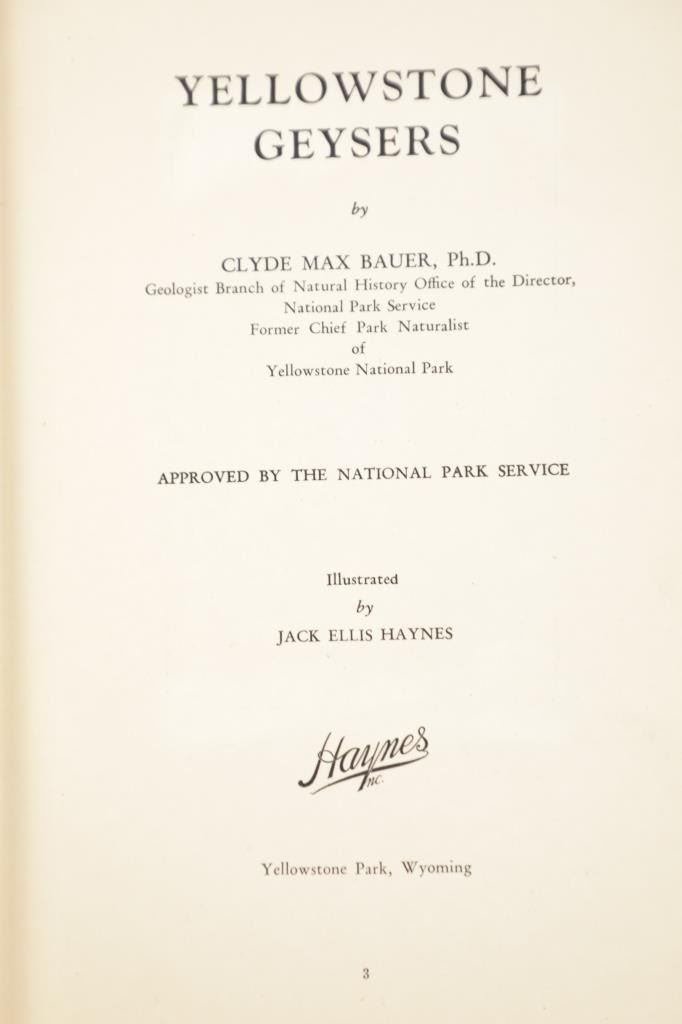 YELLOWSTONE
GEYSERS
by
CLYDE MAX BAUER, Ph.D.
Geologist Branch of Natural History Office of the Director,
National Park Service
Former Chief Park Naturalist
of
Yellowstone National Park
APPROVED BY THE NATIONAL PARK SERVICE
Illustrated
by
JACK ELLIS HAYNES
Haynes
Inc.
Yellowstone Park, Wyoming
3